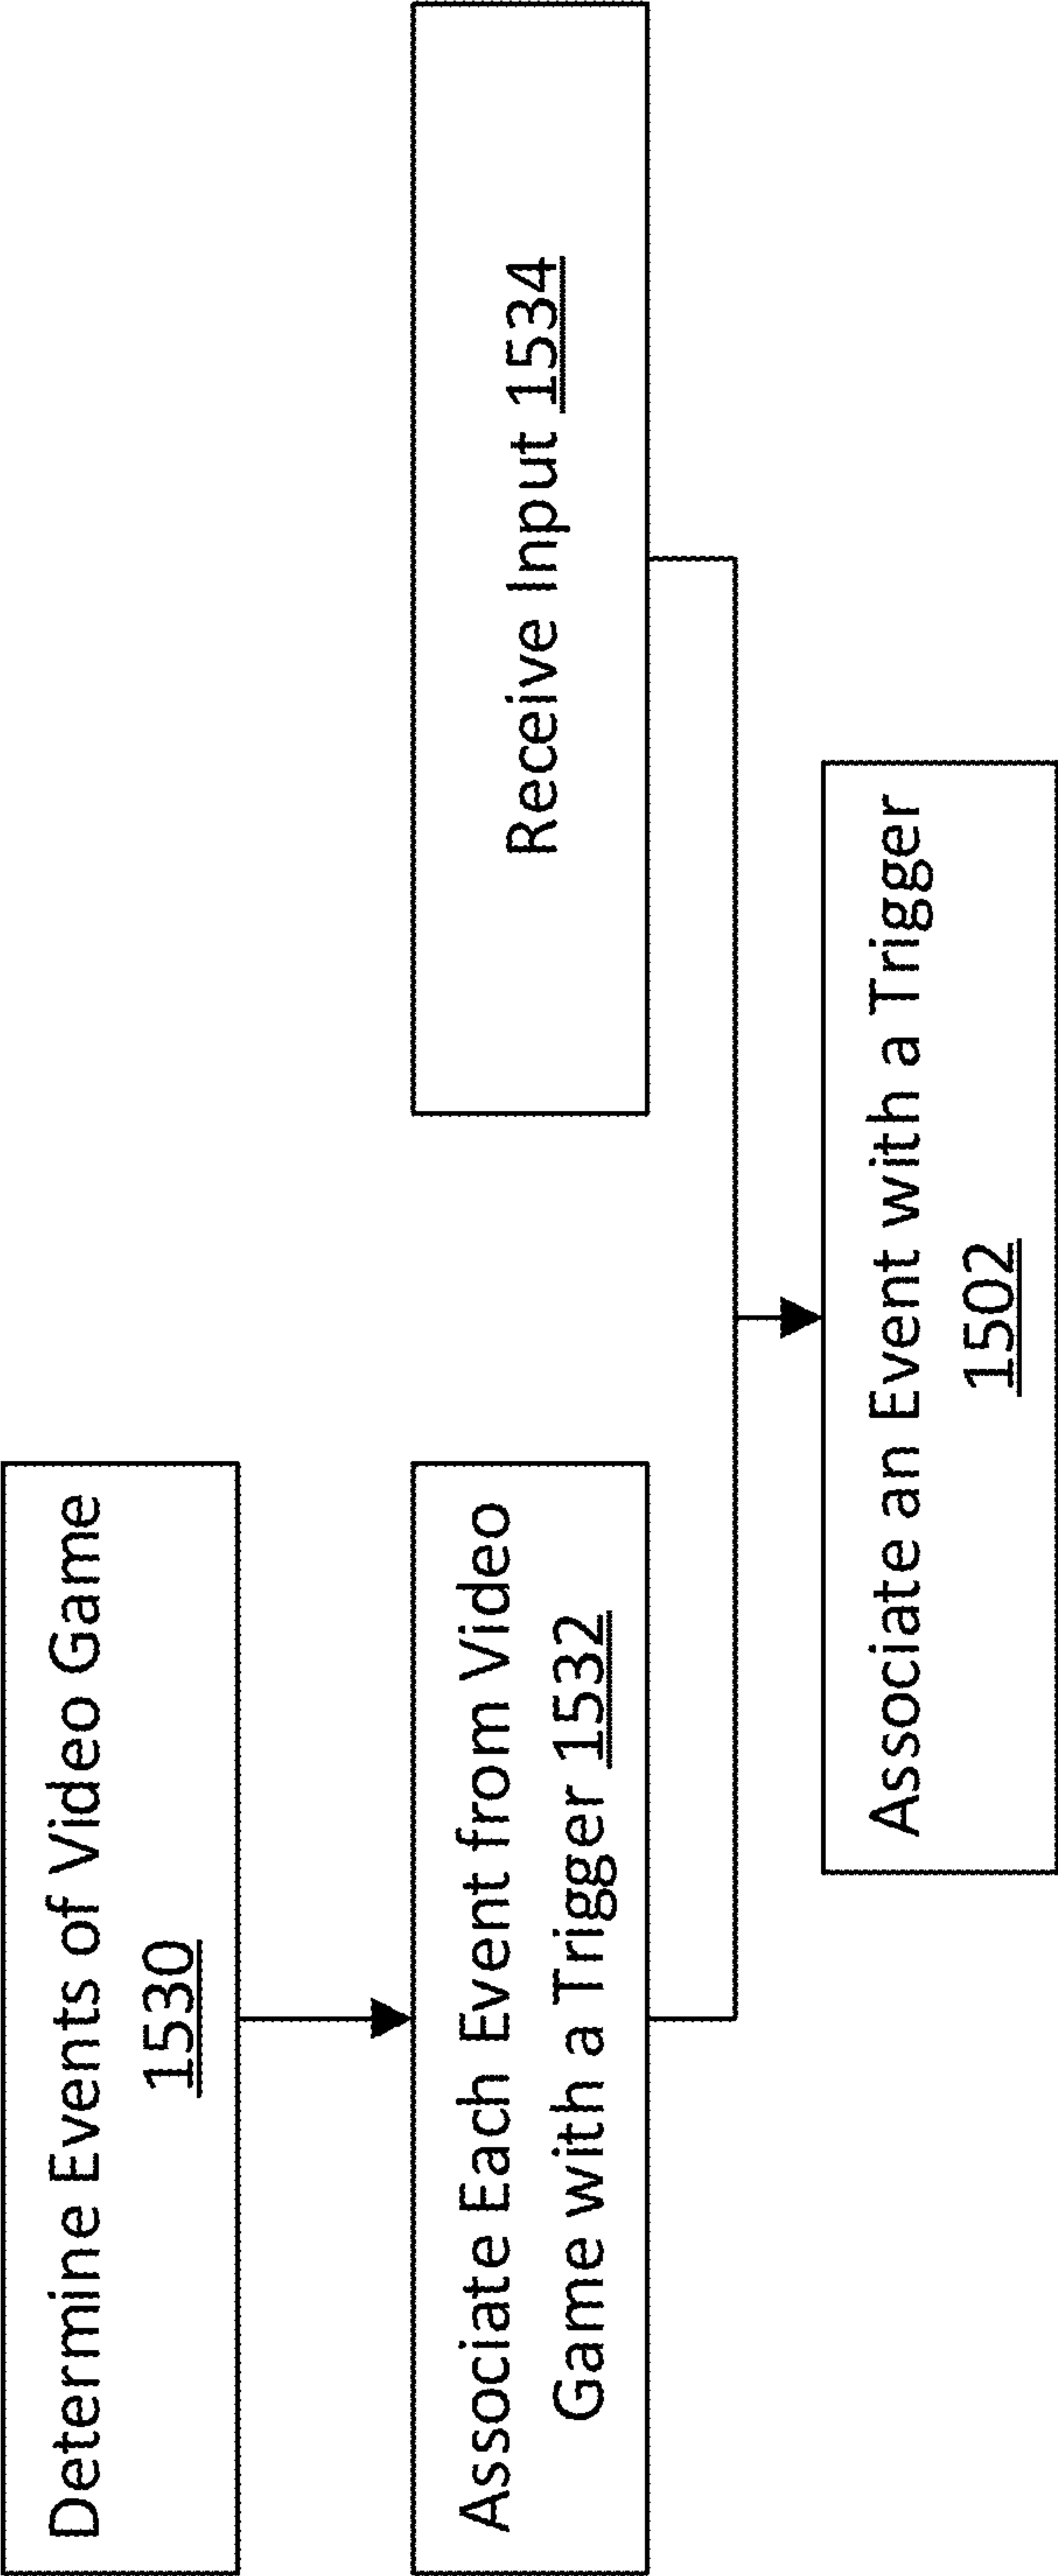 Determine Events of Video Game
1530
Associate Each Event from Video
Game with a Trigger 1532
Receive Input 1534
Associate an Event with a Trigger
1502